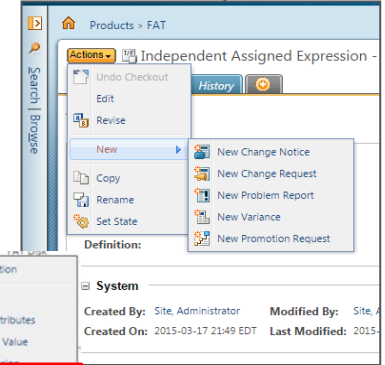 Products > FAT
Actions Independent Assigned Expression -
Undo Checkout
History
Edit
Revise
Search | Browse
New
New Change Notice
New Change Request
Copy
New Problem Report
Rename
New Variance
Set State
New Promotion Request
Definition:
tion
System
tributes
Created By: Site, Administrator Modified By: Site, A
Value
Created On: 2015-03-17 21:49 EDT Last Modified: 2015-